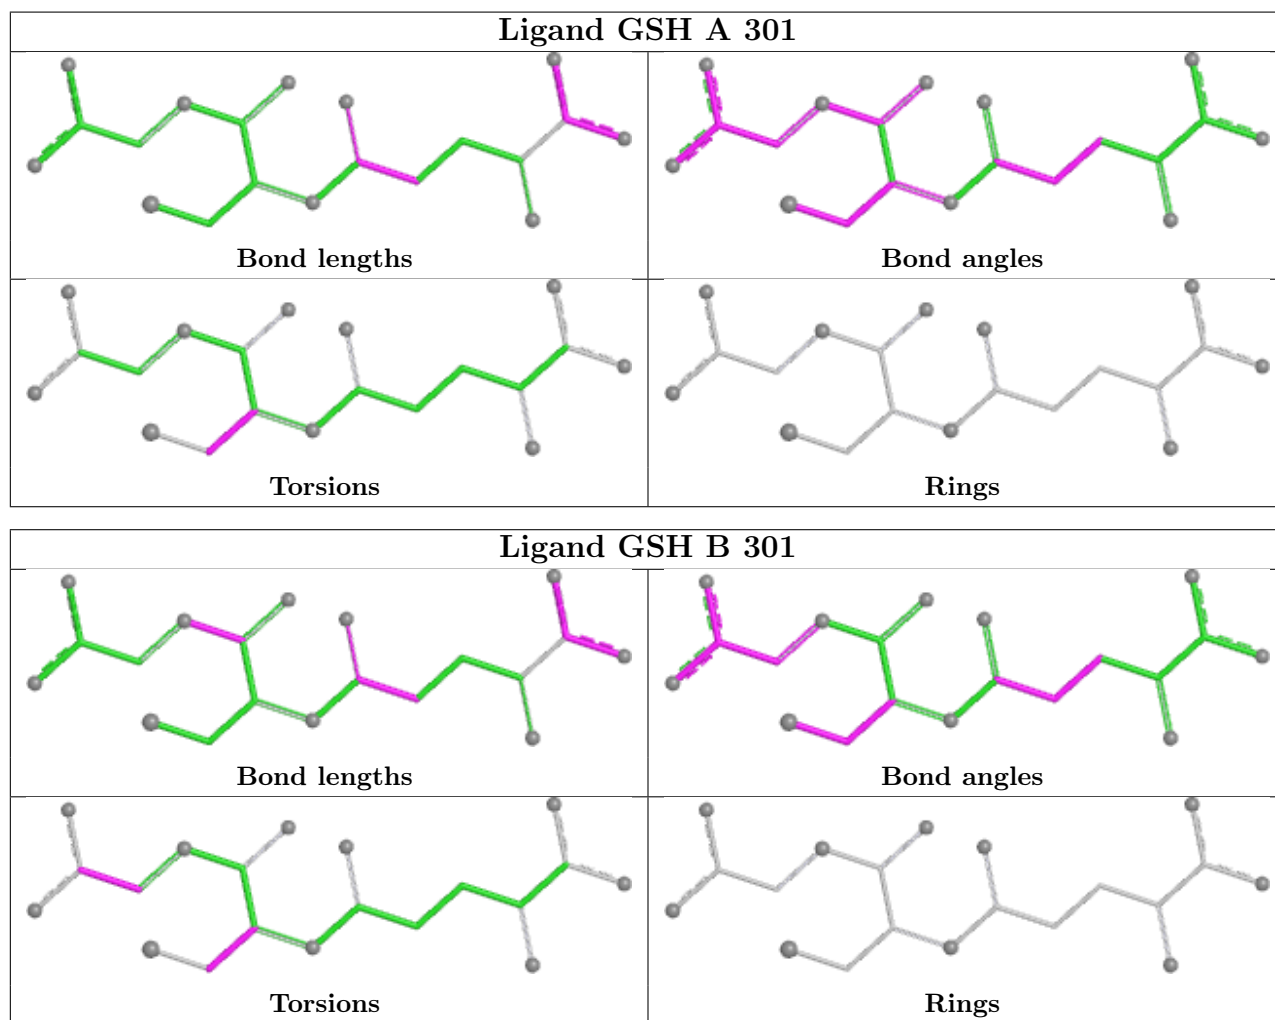 Ligand GSH A 301
Bond lengths
Bond angles
Torsions
Rings
Ligand GSH B 301
Bond lengths
Bond angles
Torsions
Rings